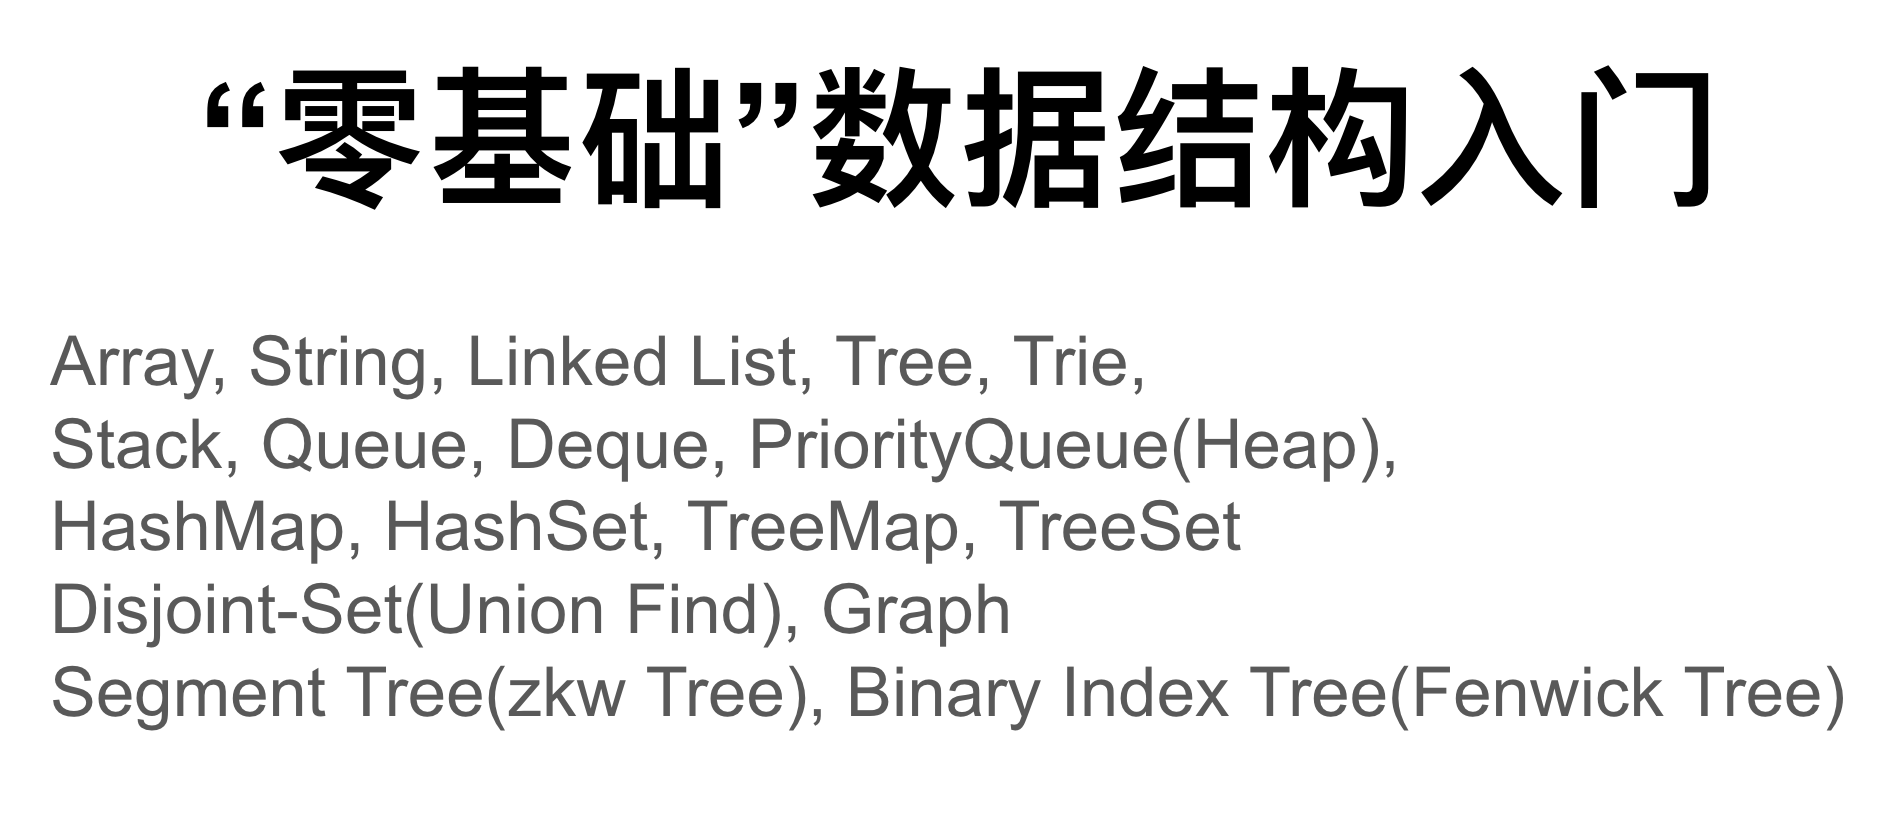 “零基础”数据结构入门
Array, String, Linked List, Tree, Trie,
Stack, Queue, Deque, PriorityQueue(Heap),
HashMap, HashSet, TreeMap, TreeSet
Disjoint-Set(Union Find), Graph
Segment Tree(zkw Tree), Binary Index Tree(Fenwick Tree)